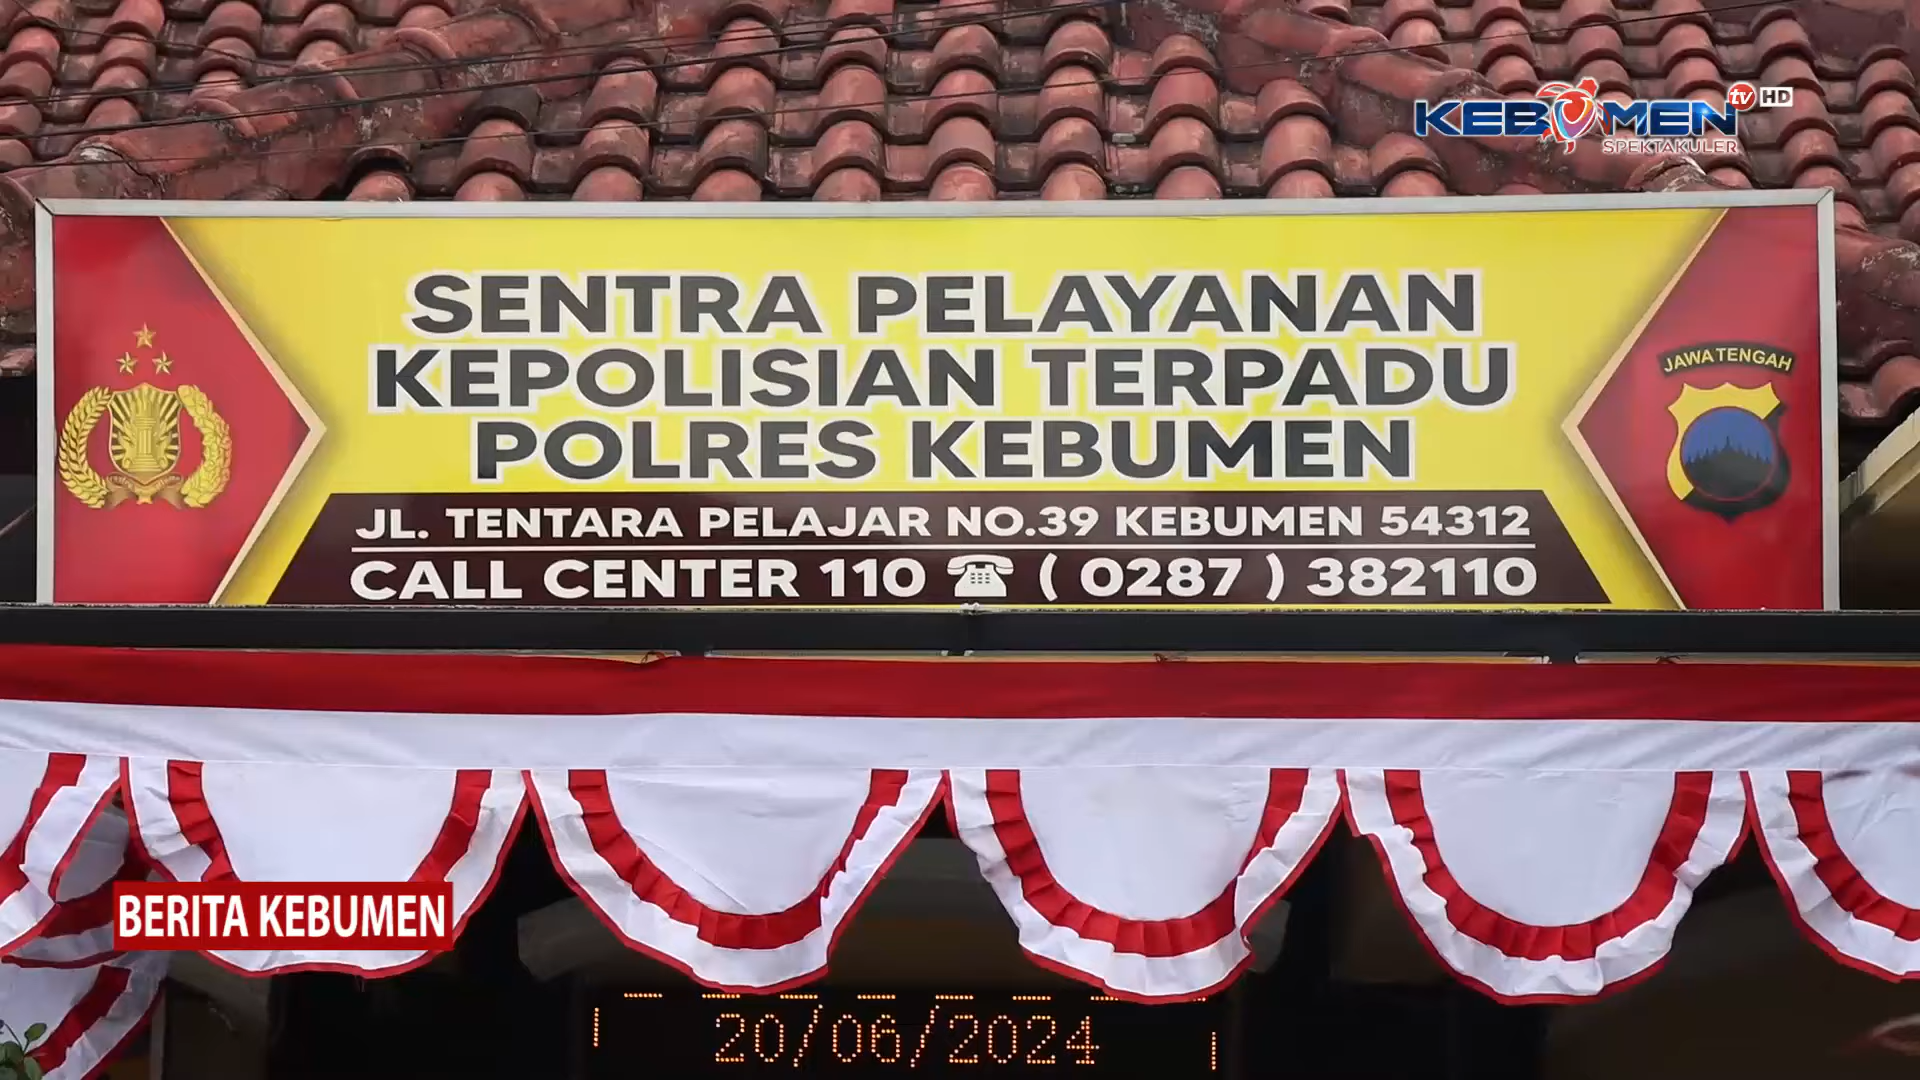 KEBUMEN tv HD
SPEKTAKULER
SENTRA PELAYANAN
KEPOLISIAN TERPADU
POLRES KEBUMEN
JL. TENTARA PELAJAR NO.39 KEBUMEN 54312
CALL CENTER 110 ☎ ( 0287 ) 382110
JAWA TENGAH
BERITA KEBUMEN
20/06/2024